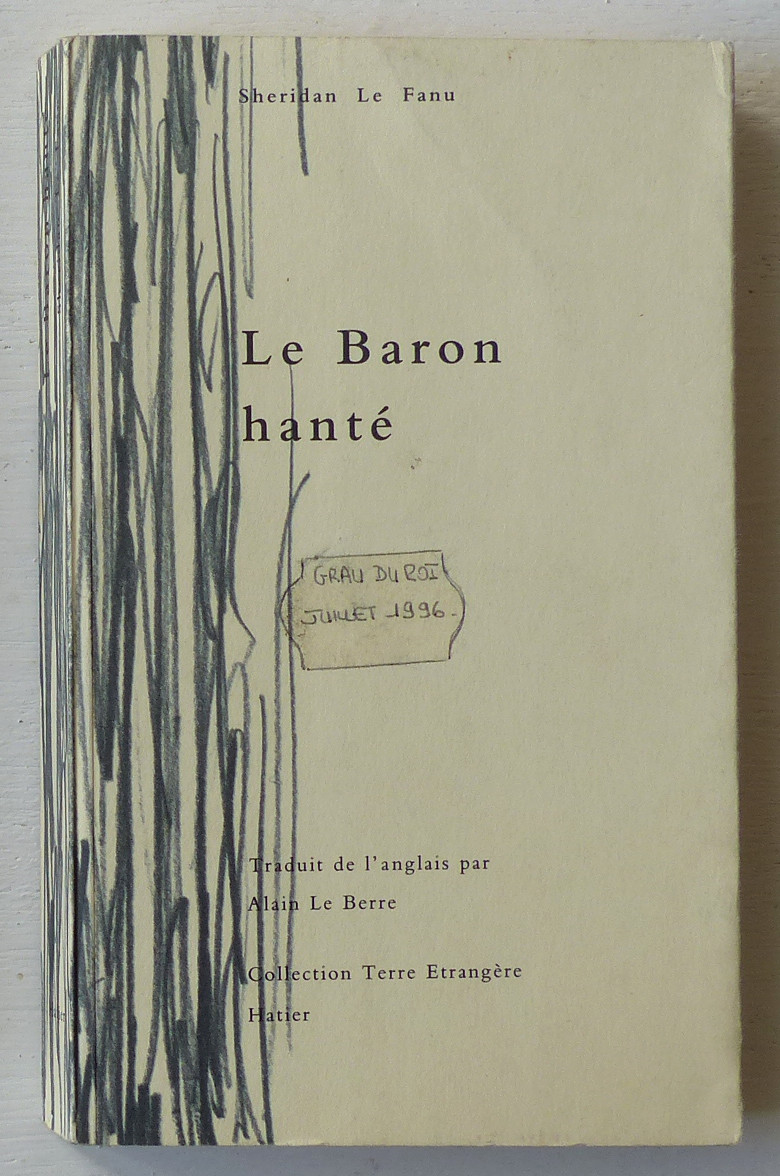 Sheridan Le Fanu
Le Baron
hanté
GRAU DU ROI
JUILLET 1996.
Traduit de l'anglais par
Alain Le Berre
Collection Terre Etrangère
Hatier